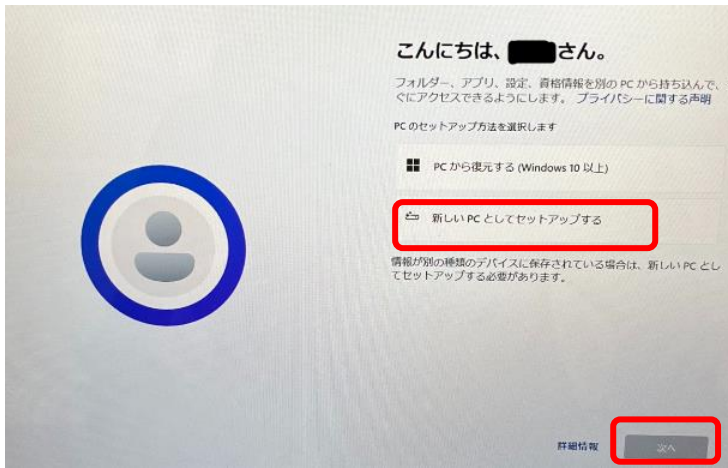 こんにちは、 さん。
フォルダー、アプリ、設定、資格情報を別の PC から持ち込んで、
ぐにアクセスできるようにします。 プライバシーに関する声明
PC のセットアップ方法を選択します
PC から復元する (Windows 10 以上)
新しい PC としてセットアップする
情報が別の種類のデバイスに保存されている場合は、新しい PC とし
てセットアップする必要があります。
詳細情報
次へ